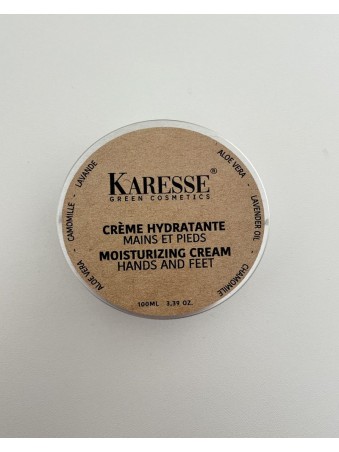 KARESSE®
GREEN COSMETICS
CRÈME HYDRATANTE
MAINS ET PIEDS
MOISTURIZING CREAM
HANDS AND FEET
100ML 3,39 OZ.
ALOE VERA - CAMOMILLE - LAVANDE
ALOE VERA - LAVENDER OIL - CHAMOMILE